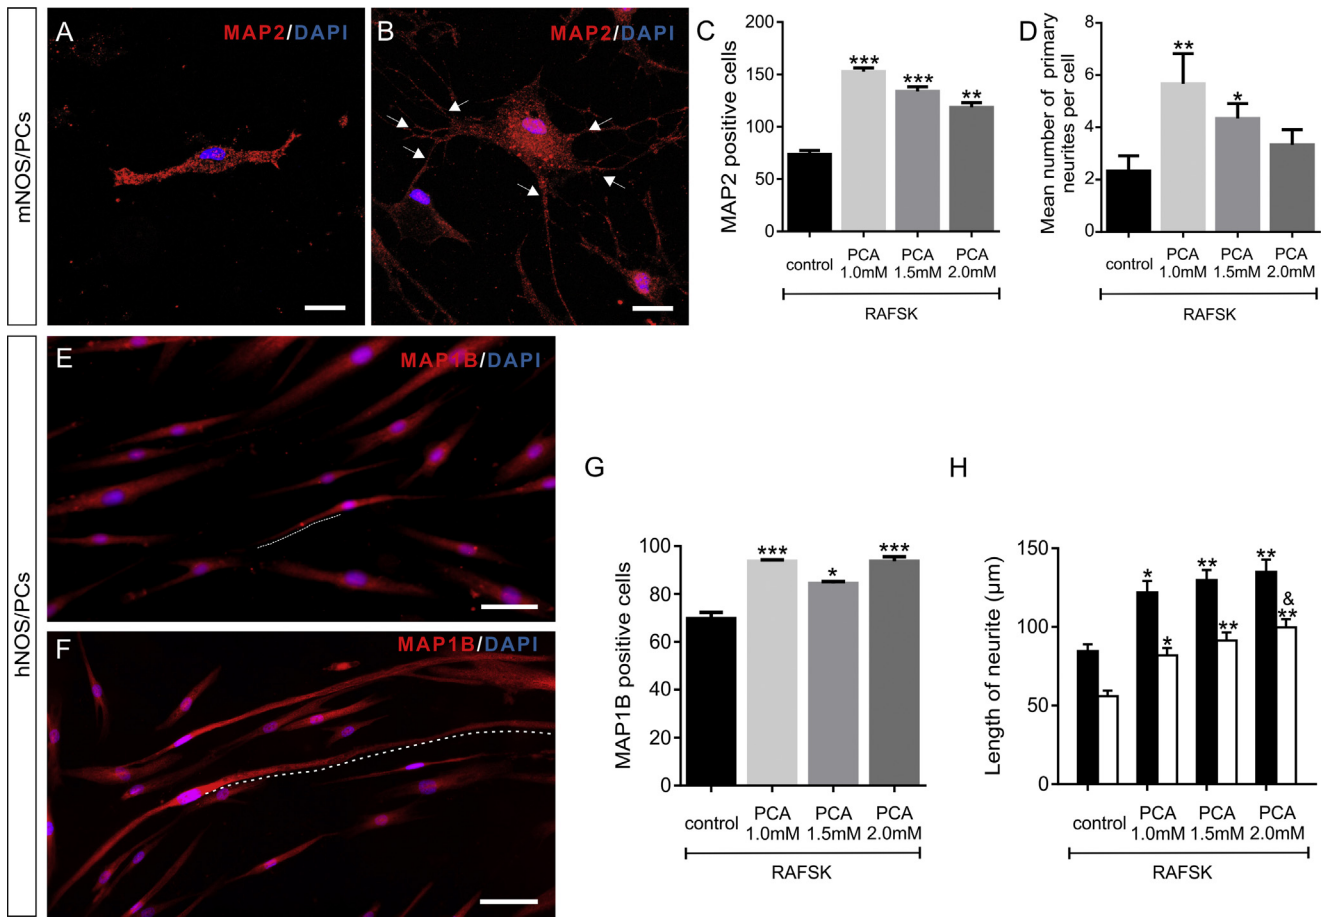 mNOS/PCs
A
MAP2/DAPI
B
MAP2/DAPI
C
MAP2 positive cells
200
150
100
50
0
***
***
**
control
PCA
1.0mM
PCA
1.5mM
PCA
2.0mM
RAFSK
D
Mean number of primary
neurites per cell
8
6
4
2
0
**
*
control
PCA
1.0mM
PCA
1.5mM
PCA
2.0mM
RAFSK
hNOS/PCs
E
MAP1B/DAPI
F
MAP1B/DAPI
G
MAP1B positive cells
100
80
60
40
20
0
***
*
***
control
PCA
1.0mM
PCA
1.5mM
PCA
2.0mM
RAFSK
H
Length of neurite (µm)
150
100
50
0
*
*
**
**
**
&
**
control
PCA
1.0mM
PCA
1.5mM
PCA
2.0mM
RAFSK